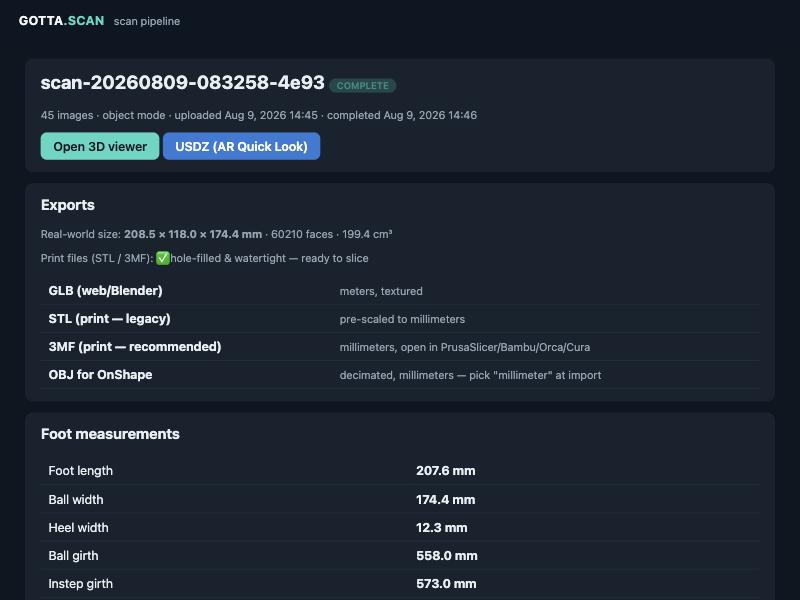 GOTTA.SCAN scan pipeline
scan-20260809-083258-4e93 COMPLETE
45 images · object mode · uploaded Aug 9, 2026 14:45 · completed Aug 9, 2026 14:46
Open 3D viewer USDZ (AR Quick Look)
Exports
Real-world size: 208.5 × 118.0 × 174.4 mm · 60210 faces · 199.4 cm³
Print files (STL / 3MF): ✅ hole-filled & watertight — ready to slice
GLB (web/Blender) meters, textured
STL (print — legacy) pre-scaled to millimeters
3MF (print — recommended) millimeters, open in PrusaSlicer/Bambu/Orca/Cura
OBJ for OnShape decimated, millimeters — pick "millimeter" at import
Foot measurements
Foot length 207.6 mm
Ball width 174.4 mm
Heel width 12.3 mm
Ball girth 558.0 mm
Instep girth 573.0 mm